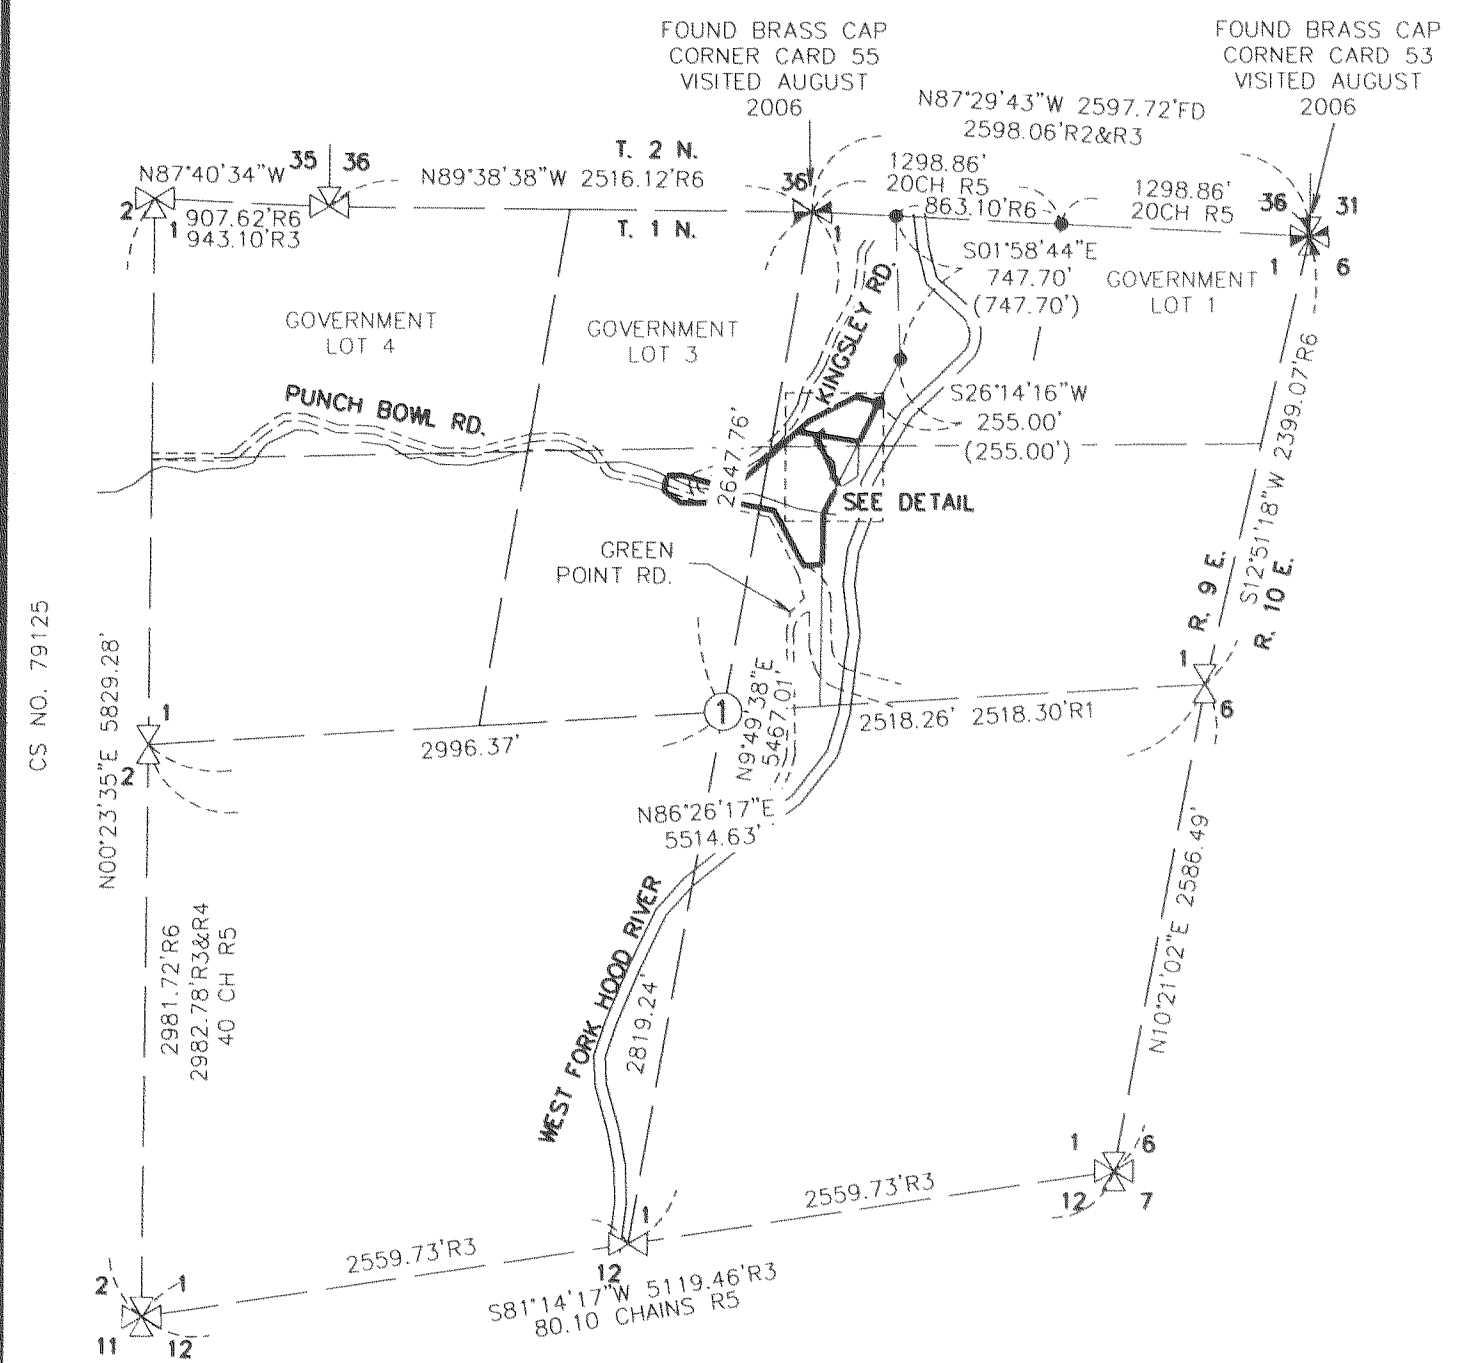 FOUND BRASS CAP
CORNER CARD 55
VISITED AUGUST
2006
FOUND BRASS CAP
CORNER CARD 53
VISITED AUGUST
2006
N87°29'43"W 2597.72'FD
2598.06'R2&R3
N87°40'34"W
35
36
T. 2 N.
N89°38'38"W 2516.12'R6
36
1298.86'
20CH R5
863.10'R6
1298.86'
20CH R5
36
31
2
1
907.62'R6
943.10'R3
T. 1 N.
1
1
6
S01°58'44"E
747.70'
(747.70')
GOVERNMENT
LOT 1
GOVERNMENT
LOT 4
GOVERNMENT
LOT 3
KINGSLEY RD.
PUNCH BOWL RD.
S26°14'16"W
255.00'
(255.00')
S12°51'18"W 2399.07'R6
2647.76'
SEE DETAIL
GREEN
POINT RD.
R. 9 E.
R. 10 E.
CS NO. 79125
N00°23'35"E 5829.28'
1
2
2996.37'
1
N9°49'38"E
5467.01'
2518.26' 2518.30'R1
1
6
N86°26'17"E
5514.63'
WEST FORK HOOD RIVER
2819.24'
N10°21'02"E 2586.49'
2981.72'R6
2982.78'R3&R4
40 CH R5
1
6
12
7
2559.73'R3
1
12
2559.73'R3
S81°14'17"W 5119.46'R3
80.10 CHAINS R5
2
1
11
12